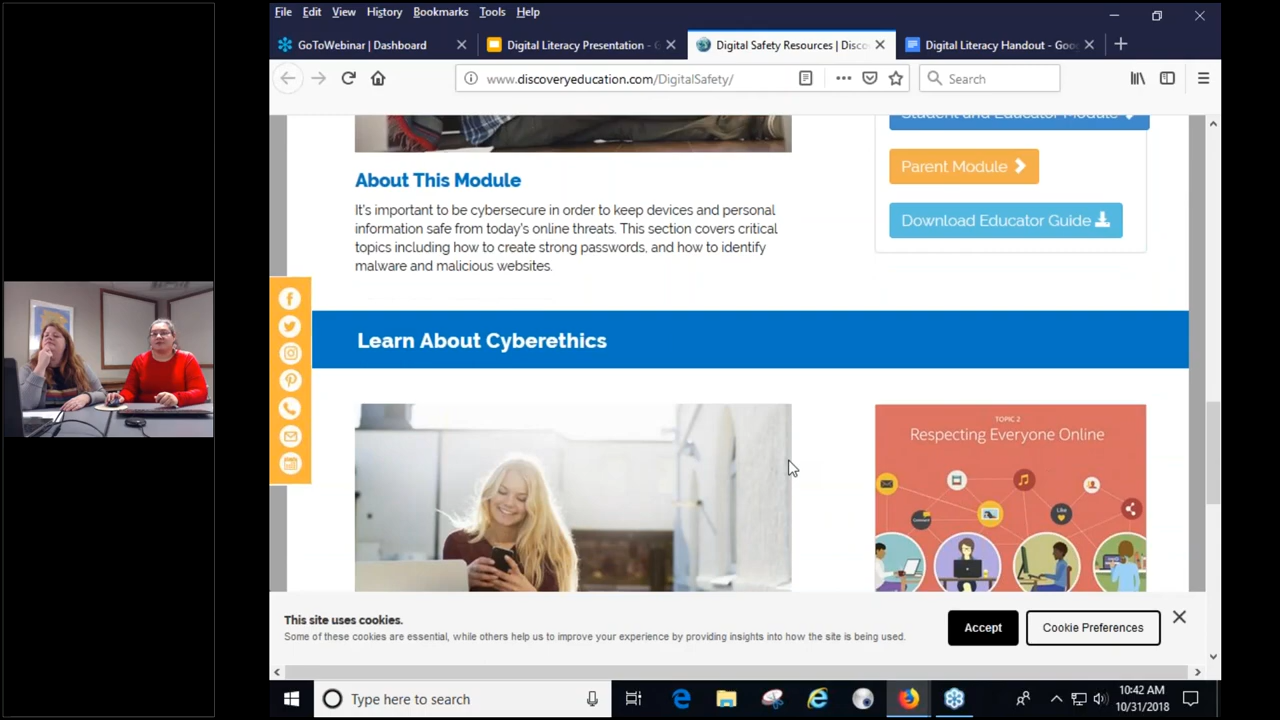 File Edit View History Bookmarks Tools Help
GoToWebinar | Dashboard
Digital Literacy Presentation - G
Digital Safety Resources | Disco
Digital Literacy Handout - Goo
www.discoveryeducation.com/DigitalSafety/
Search
Student and Educator Module
About This Module
Parent Module
It's important to be cybersecure in order to keep devices and personal
information safe from today's online threats. This section covers critical
topics including how to create strong passwords, and how to identify
malware and malicious websites.
Download Educator Guide
Learn About Cyberethics
TOPIC 2
Respecting Everyone Online
Like
This site uses cookies.
Some of these cookies are essential, while others help us to improve your experience by providing insights into how the site is being used.
Accept
Cookie Preferences
Type here to search
10:42 AM
10/31/2018